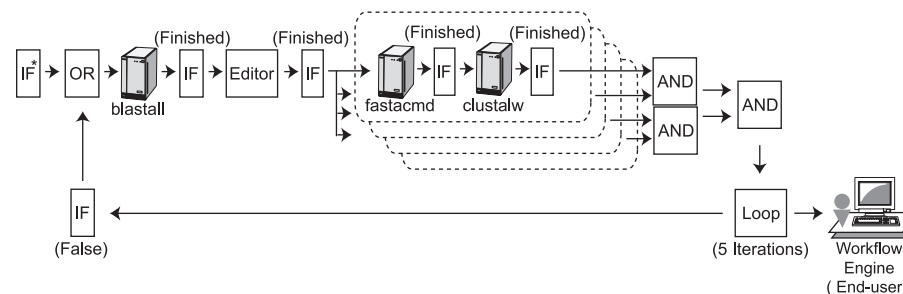 (Finished)
(Finished)
(Finished)
(Finished)
IF*
OR
blastall
IF
Editor
IF
fastacmd
IF
clustalw
IF
AND
AND
AND
IF
(False)
Loop
(5 Iterations)
Workflow
Engine
( End-user